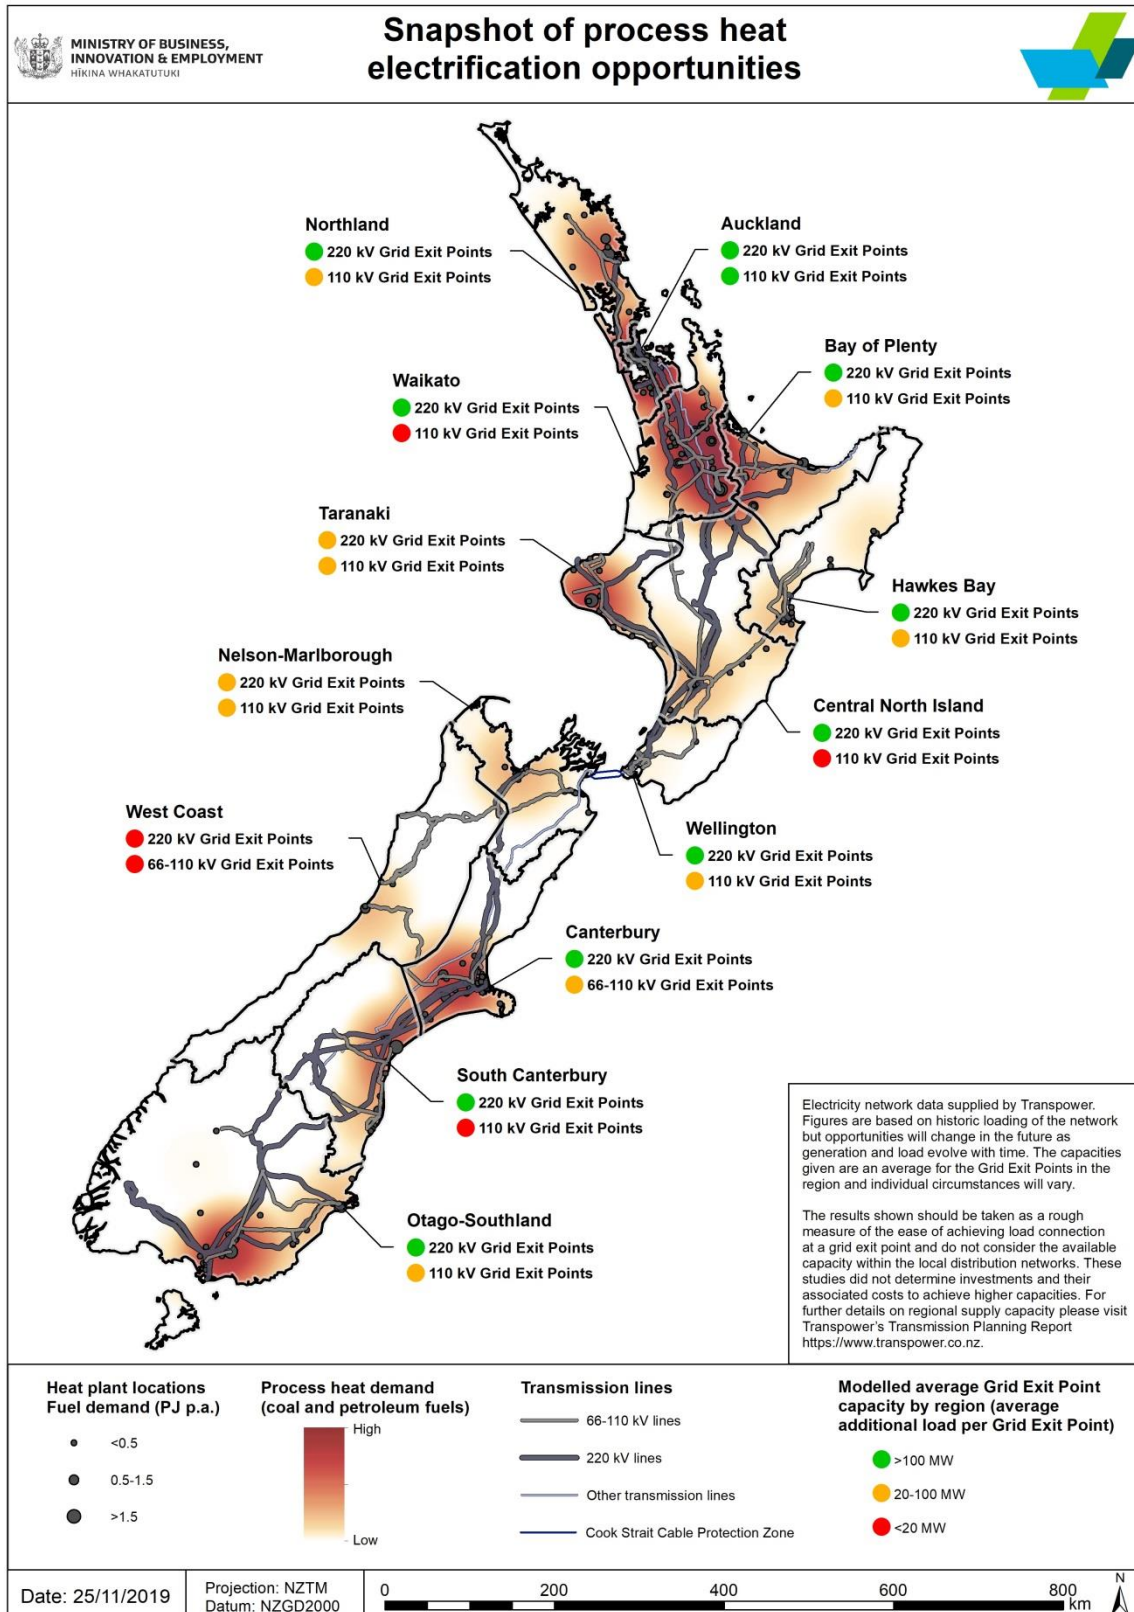 MINISTRY OF BUSINESS,
INNOVATION & EMPLOYMENT
HĪKINA WHAKATUTUKI
Snapshot of process heat
electrification opportunities
Northland
220 kV Grid Exit Points
110 kV Grid Exit Points
Auckland
220 kV Grid Exit Points
110 kV Grid Exit Points
Bay of Plenty
220 kV Grid Exit Points
110 kV Grid Exit Points
Waikato
220 kV Grid Exit Points
110 kV Grid Exit Points
Taranaki
220 kV Grid Exit Points
110 kV Grid Exit Points
Hawkes Bay
220 kV Grid Exit Points
110 kV Grid Exit Points
Nelson-Marlborough
220 kV Grid Exit Points
110 kV Grid Exit Points
Central North Island
220 kV Grid Exit Points
110 kV Grid Exit Points
West Coast
220 kV Grid Exit Points
66-110 kV Grid Exit Points
Wellington
220 kV Grid Exit Points
110 kV Grid Exit Points
Canterbury
220 kV Grid Exit Points
66-110 kV Grid Exit Points
South Canterbury
220 kV Grid Exit Points
110 kV Grid Exit Points
Otago-Southland
220 kV Grid Exit Points
110 kV Grid Exit Points
Electricity network data supplied by Transpower.
Figures are based on historic loading of the network
but opportunities will change in the future as
generation and load evolve with time. The capacities
given are an average for the Grid Exit Points in the
region and individual circumstances will vary.
The results shown should be taken as a rough
measure of the ease of achieving load connection
at a grid exit point and do not consider the available
capacity within the local distribution networks. These
studies did not determine investments and their
associated costs to achieve higher capacities. For
further details on regional supply capacity please visit
Transpower's Transmission Planning Report
https://www.transpower.co.nz.
Heat plant locations
Fuel demand (PJ p.a.)
<0.5
0.5-1.5
>1.5
Process heat demand
(coal and petroleum fuels)
High
Low
Transmission lines
66-110 kV lines
220 kV lines
Other transmission lines
Cook Strait Cable Protection Zone
Modelled average Grid Exit Point
capacity by region (average
additional load per Grid Exit Point)
>100 MW
20-100 MW
<20 MW
Date: 25/11/2019
Projection: NZTM
Datum: NZGD2000
0 200 400 600 800
km
N